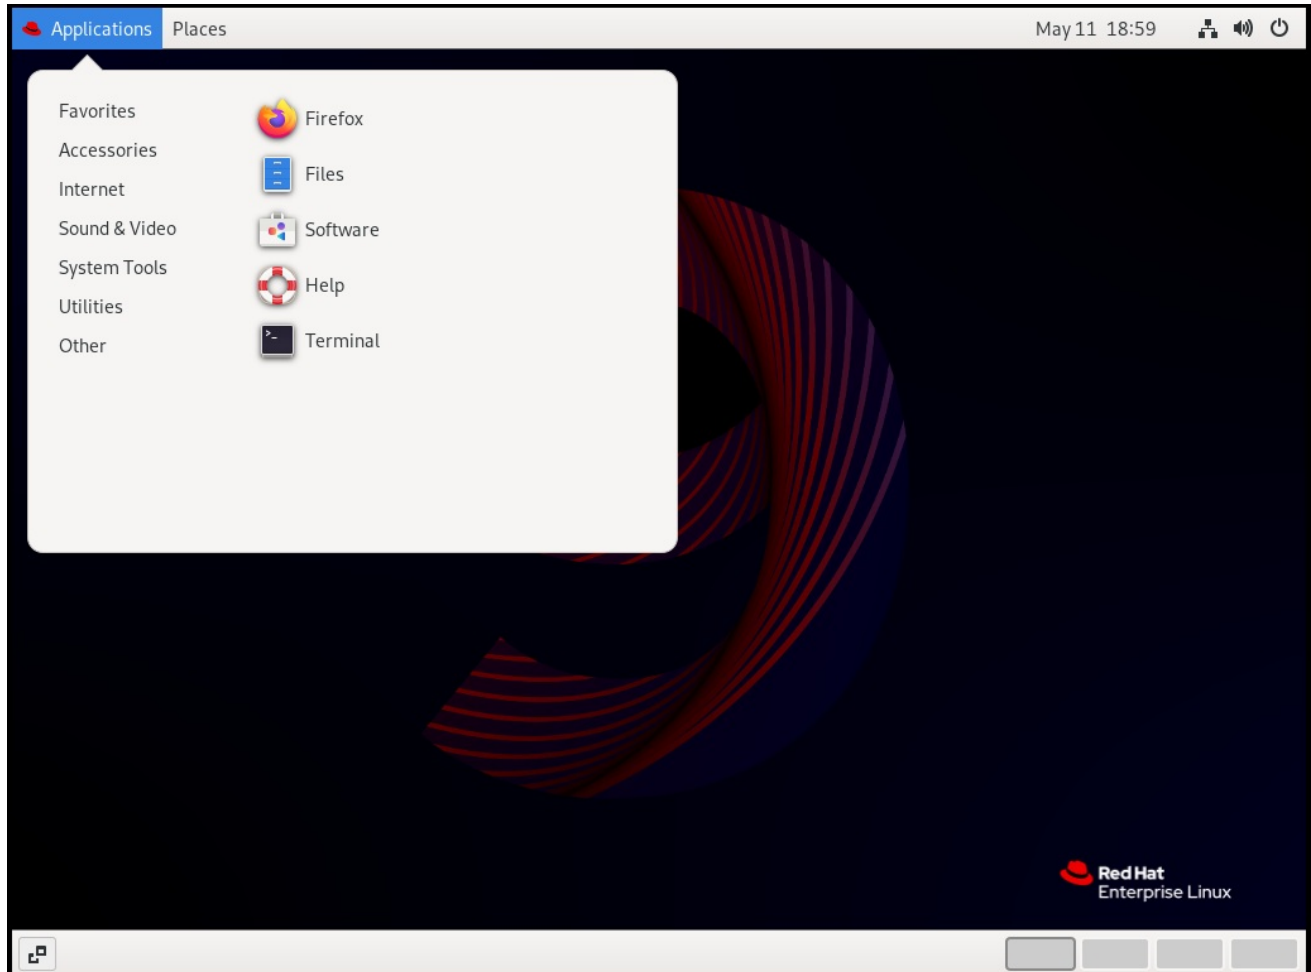 Applications Places May 11 18:59
Favorites
Accessories
Internet
Sound & Video
System Tools
Utilities
Other
Firefox
Files
Software
Help
Terminal
Red Hat
Enterprise Linux